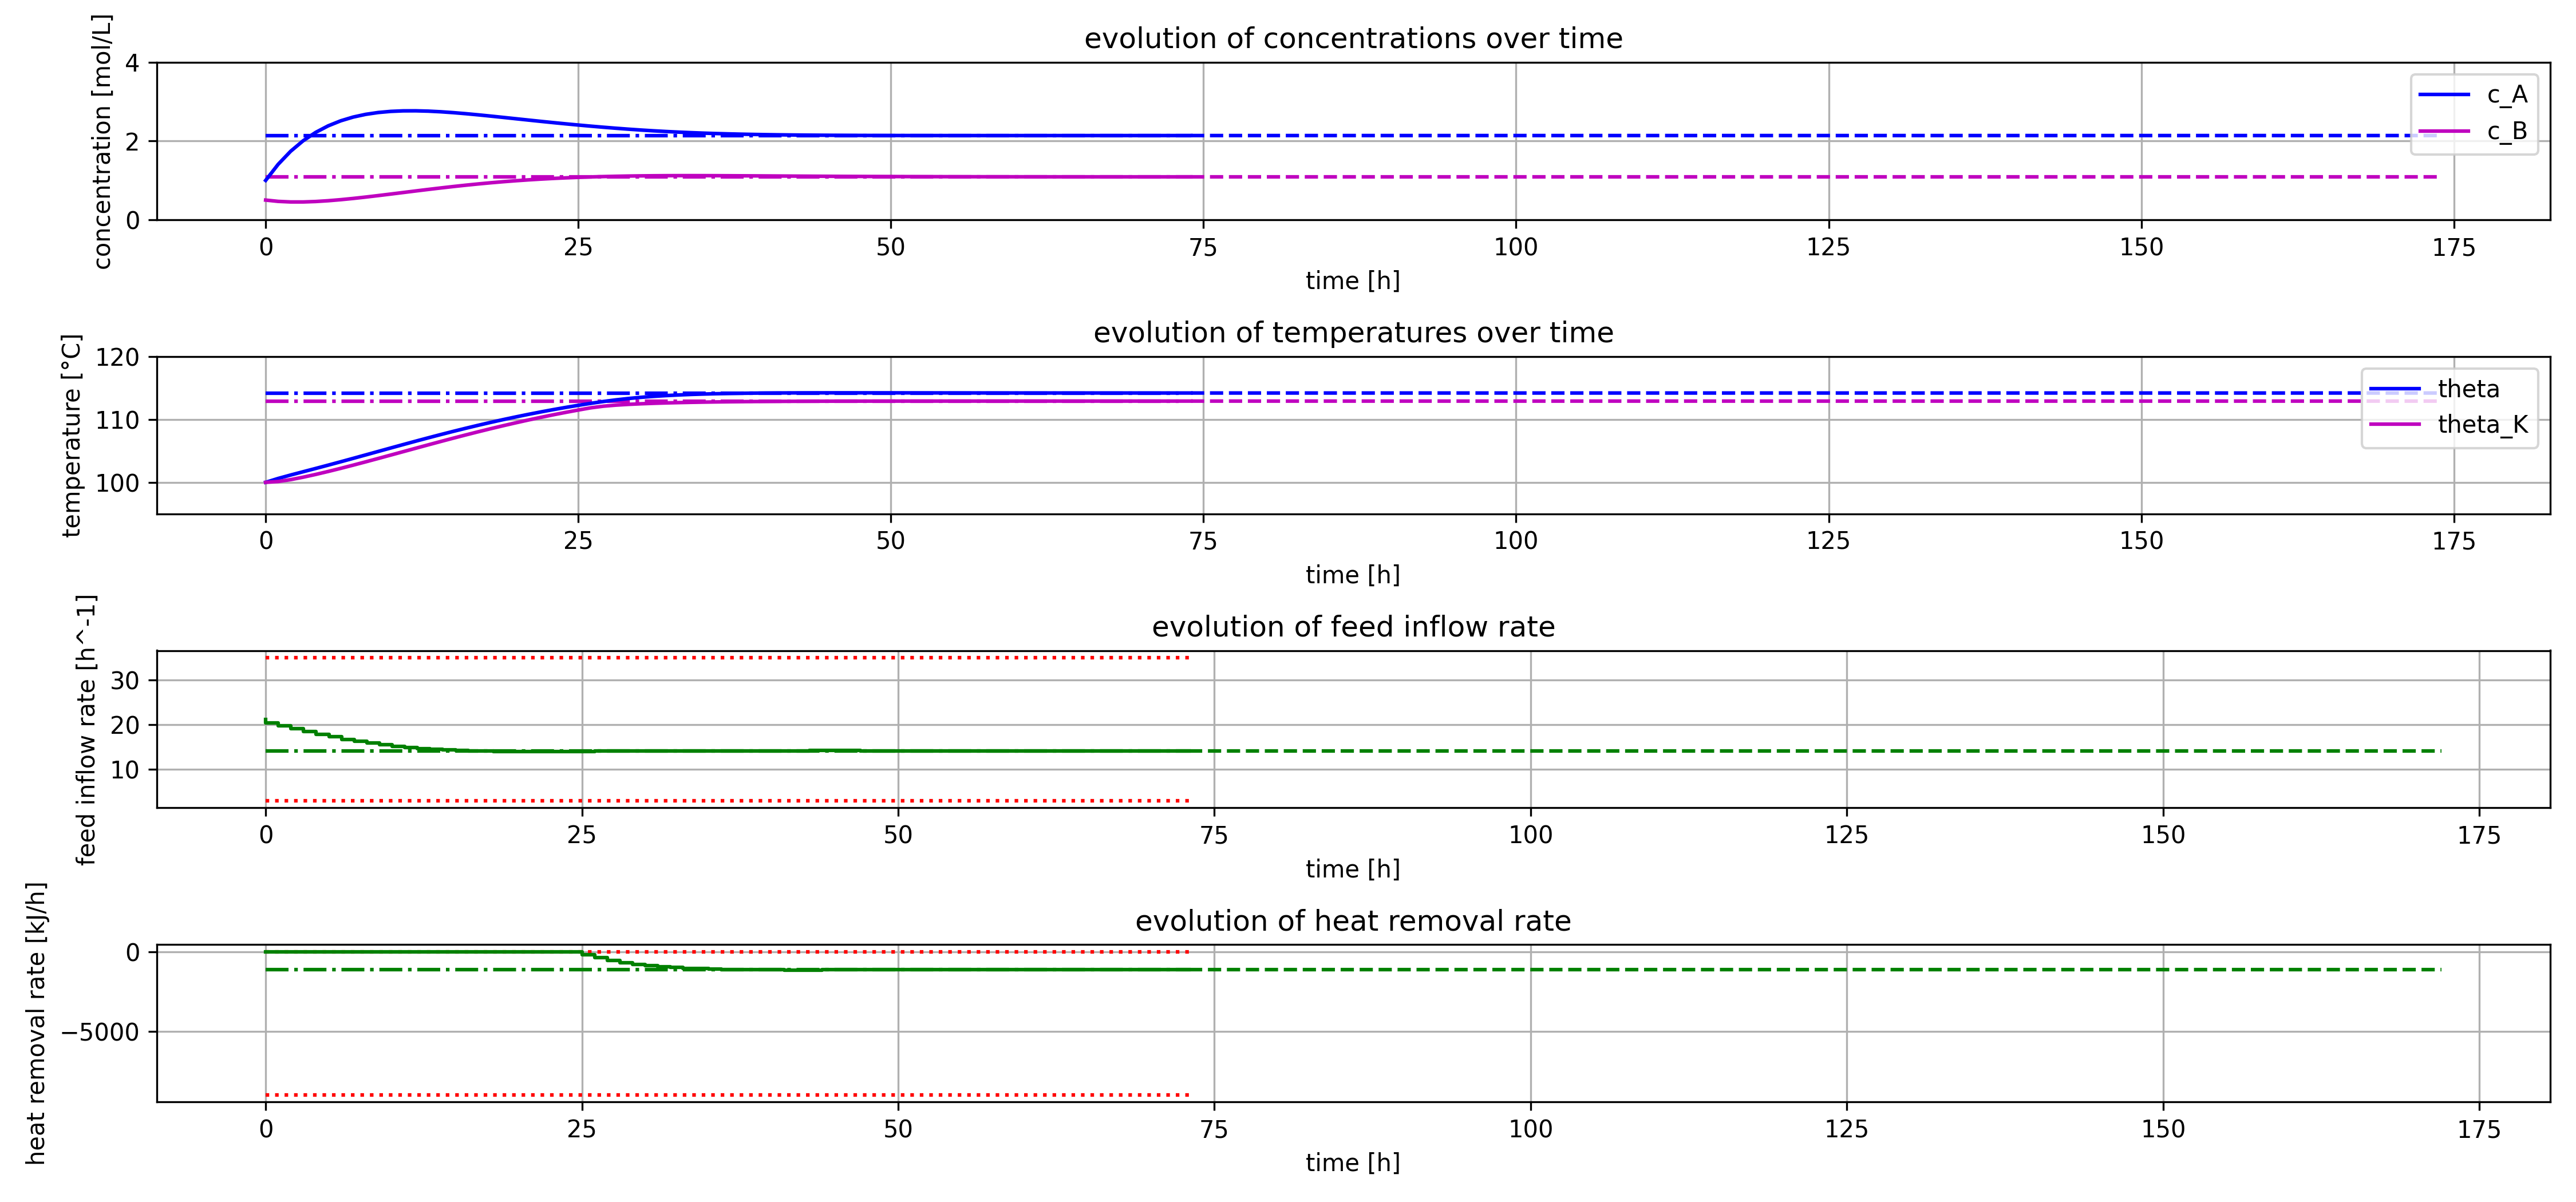 evolution of concentrations over time
concentration [mol/L]
4
2
0
c_A
c_B
0 25 50 75 100 125 150 175
time [h]
evolution of temperatures over time
temperature [°C]
120
110
100
theta
theta_K
0 25 50 75 100 125 150 175
time [h]
evolution of feed inflow rate
feed inflow rate [h^-1]
30
20
10
0 25 50 75 100 125 150 175
time [h]
evolution of heat removal rate
heat removal rate [kJ/h]
0
−5000
0 25 50 75 100 125 150 175
time [h]